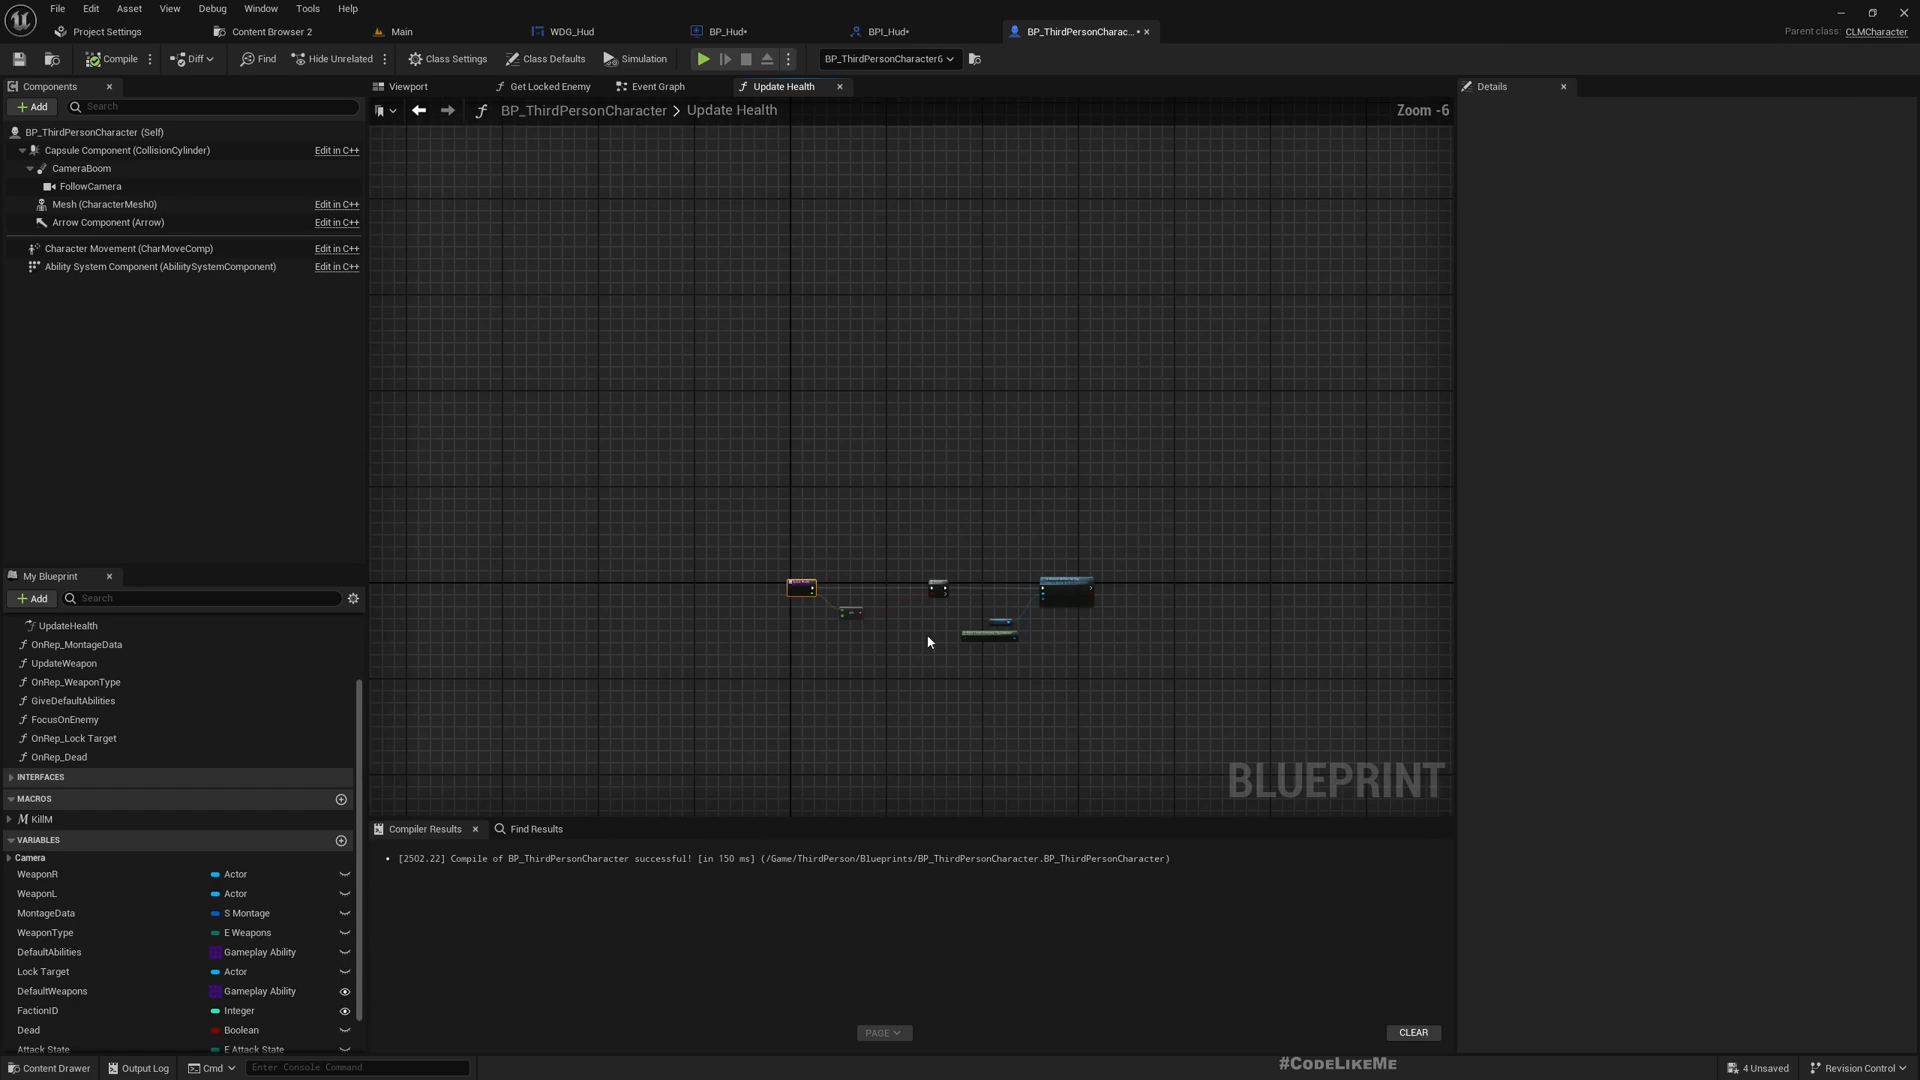 File Edit Asset View Debug Window Tools Help
Project Settings Content Browser 2 Main WDG_Hud BP_Hud* BPI_Hud* BP_ThirdPersonCharac...* Parent class: CLMCharacter
Compile Diff Find Hide Unrelated Class Settings Class Defaults Simulation BP_ThirdPersonCharacter6
Components Viewport Get Locked Enemy Event Graph Update Health Details
Add Search BP_ThirdPersonCharacter > Update Health Zoom -6
BP_ThirdPersonCharacter (Self)
Capsule Component (CollisionCylinder) Edit in C++
CameraBoom
FollowCamera
Mesh (CharacterMesh0) Edit in C++
Arrow Component (Arrow) Edit in C++
Character Movement (CharMoveComp) Edit in C++
Ability System Component (AbiliitySystemComponent) Edit in C++
My Blueprint
Add Search
UpdateHealth
OnRep_MontageData
UpdateWeapon
OnRep_WeaponType
GiveDefaultAbilities
FocusOnEnemy
OnRep_Lock Target
OnRep_Dead
INTERFACES
MACROS
KillM
VARIABLES
Camera
WeaponR Actor
WeaponL Actor
MontageData S Montage
WeaponType E Weapons
DefaultAbilities Gameplay Ability
Lock Target Actor
DefaultWeapons Gameplay Ability
FactionID Integer
Dead Boolean
Attack State E Attack State
BLUEPRINT
Compiler Results Find Results
[2502.22] Compile of BP_ThirdPersonCharacter successful! [in 150 ms] (/Game/ThirdPerson/Blueprints/BP_ThirdPersonCharacter.BP_ThirdPersonCharacter)
PAGE CLEAR
Content Drawer Output Log Cmd Enter Console Command #CodeLikeMe 4 Unsaved Revision Control